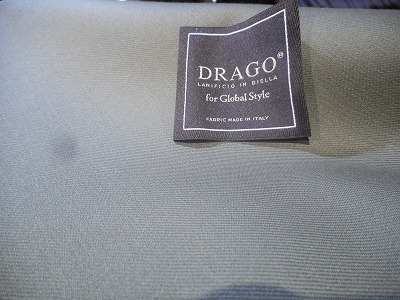 DRAGO®
LANIFICIO IN BIELLA
for Global Style
FABRIC MADE IN ITALY